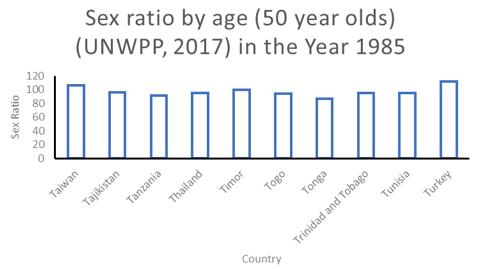 Sex ratio by age (50 year olds)
(UNWPP, 2017) in the Year 1985
Sex Ratio
120
100
80
60
40
20
0
Taiwan
Tajikistan
Tanzania
Thailand
Timor
Togo
Tonga
Trinidad and Tobago
Tunisia
Turkey
Country